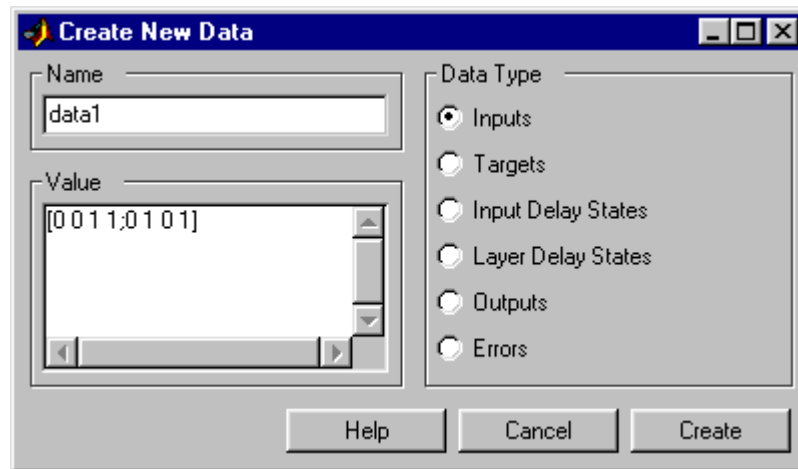 Create New Data
Name
data1
Value
[0 0 1 1;0 1 0 1]
Data Type
Inputs
Targets
Input Delay States
Layer Delay States
Outputs
Errors
Help
Cancel
Create